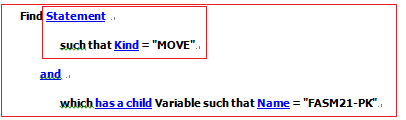 Find Statement
such that Kind = "MOVE"
and
which has a child Variable such that Name = "FASM21-PK"